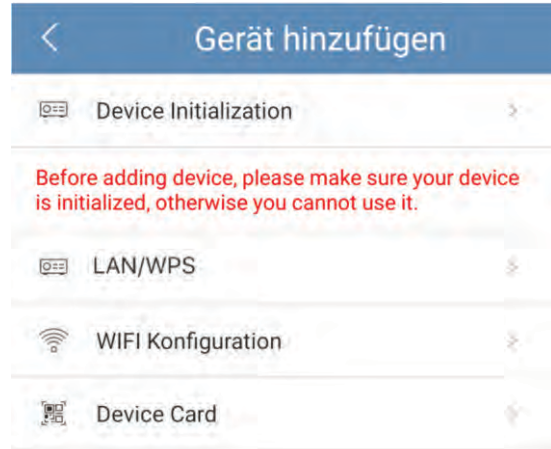 Gerät hinzufügen
Device Initialization
Before adding device, please make sure your device
is initialized, otherwise you cannot use it.
LAN/WPS
WIFI Konfiguration
Device Card